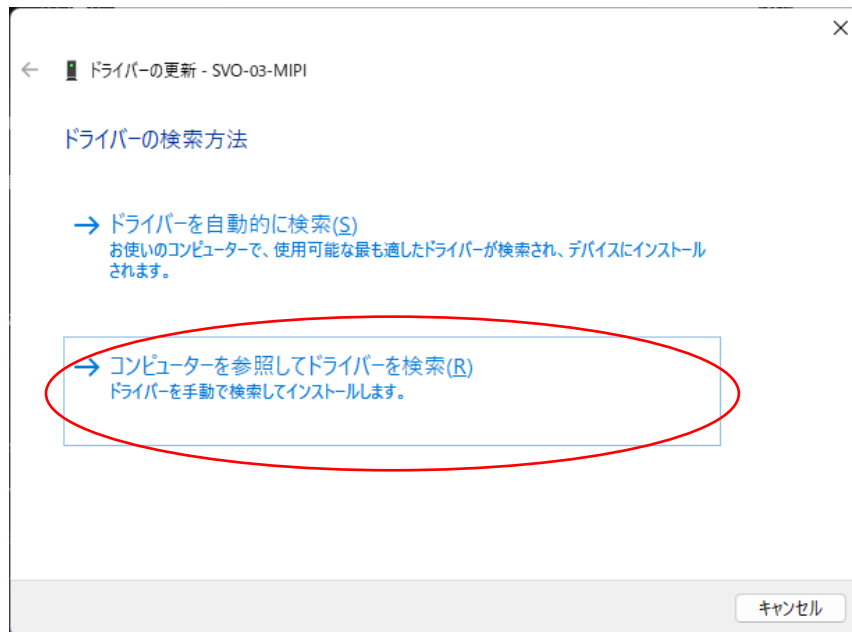 ドライバーの更新 - SVO-03-MIPI
ドライバーの検索方法
ドライバーを自動的に検索(S)
お使いのコンピューターで、使用可能な最も適したドライバーが検索され、デバイスにインストール
されます。
コンピューターを参照してドライバーを検索(R)
ドライバーを手動で検索してインストールします。
キャンセル